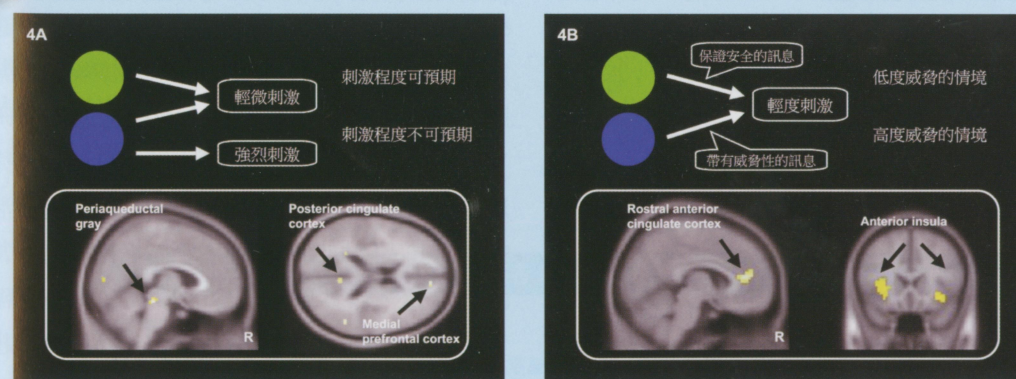 4A
輕微刺激
強烈刺激
刺激程度可預期
刺激程度不可預期
Periaqueductal
gray
Posterior cingulate
cortex
Medial
prefrontal cortex
R
4B
保證安全的訊息
輕度刺激
帶有威脅性的訊息
低度威脅的情境
高度威脅的情境
Rostral anterior
cingulate cortex
Anterior insula
R